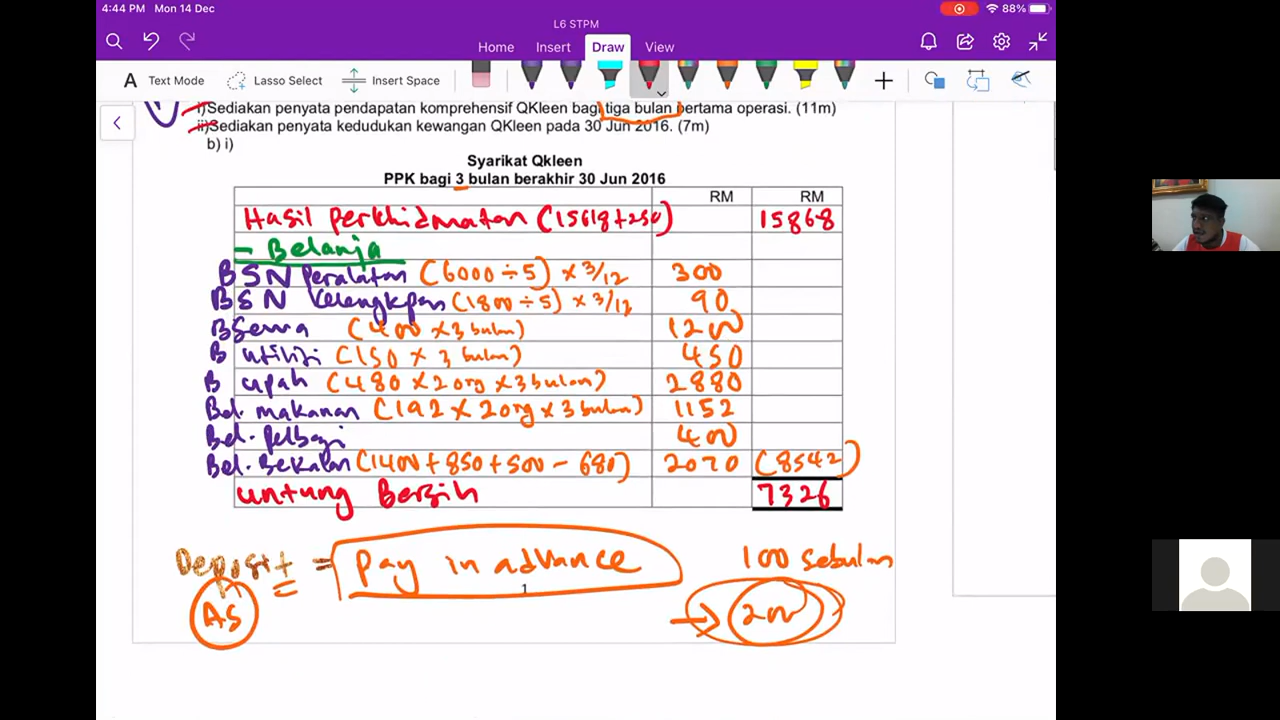 4:44 PM Mon 14 Dec 88%
L6 STPM
Home Insert Draw View
A Text Mode Lasso Select Insert Space
i)Sediakan penyata pendapatan komprehensif QKleen bagi tiga bulan pertama operasi. (11m)
ii)Sediakan penyata kedudukan kewangan QKleen pada 30 Jun 2016. (7m)
b) i)
Syarikat Qkleen
PPK bagi 3 bulan berakhir 30 Jun 2016
RM RM
Hasil perkhidmatan (15618+250) 15868
- Belanja
BSN peralatan (6000÷5) × 3/12 300
BSN kelengkpan (1800÷5) × 3/12 90
B sewa (400 × 3 bulan) 1200
B utiliti (150 × 3 bulan) 450
B upah (480 × 2 org × 3 bulan) 2880
Bel. makanan (192 × 2 org × 3 bulan) 1152
Bel. pelbagi 400
Bel. Bekalan (1400 + 850 + 500 - 680) 2070 (8542)
untung Bersih 7326
Deposit = Pay in advance 100 sebulan
AS → 200
1